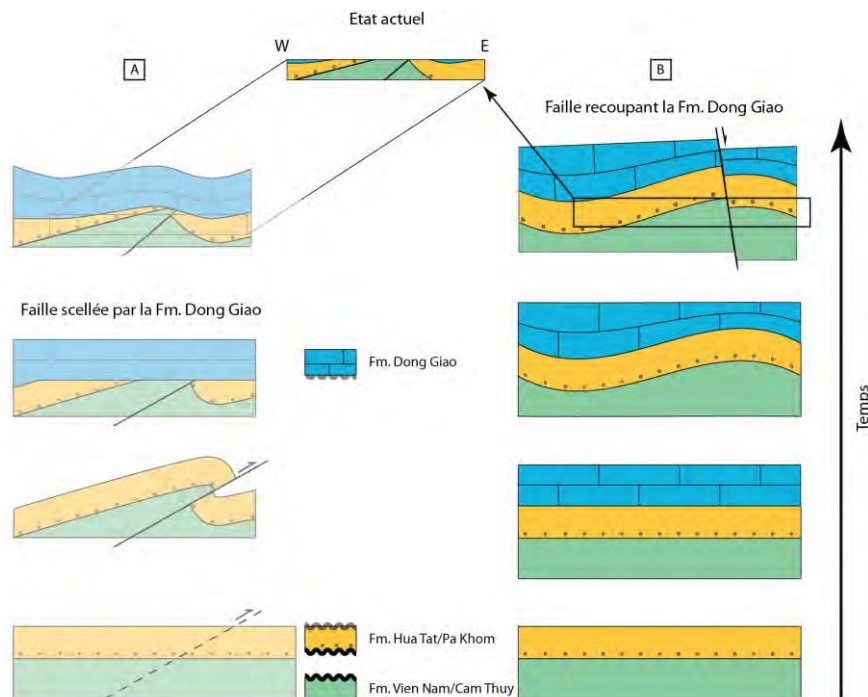 Etat actuel
W
E
A
B
Faille recoupant la Fm. Dong Giao
Faille scellée par la Fm. Dong Giao
Fm. Dong Giao
Temps
Fm. Hua Tat/Pa Khom
Fm. Vien Nam/Cam Thuy